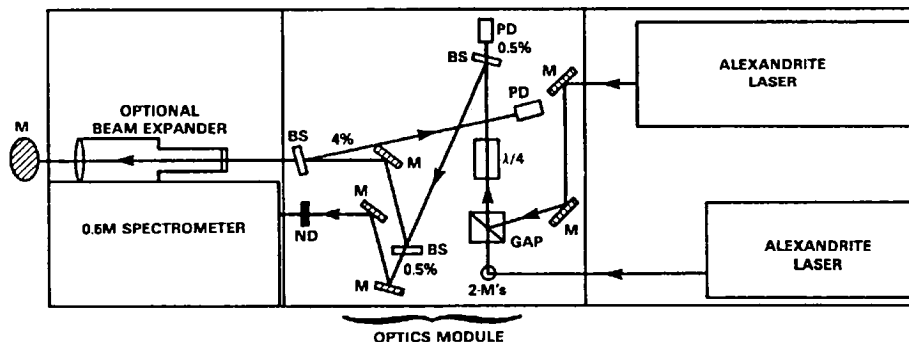 PD
0.5%
BS
M
ALEXANDRITE
LASER
PD
OPTIONAL
BEAM EXPANDER
M
BS
4%
M
λ/4
M
0.5M SPECTROMETER
ND
BS
0.5%
GAP
M
M
2-M's
ALEXANDRITE
LASER
OPTICS MODULE